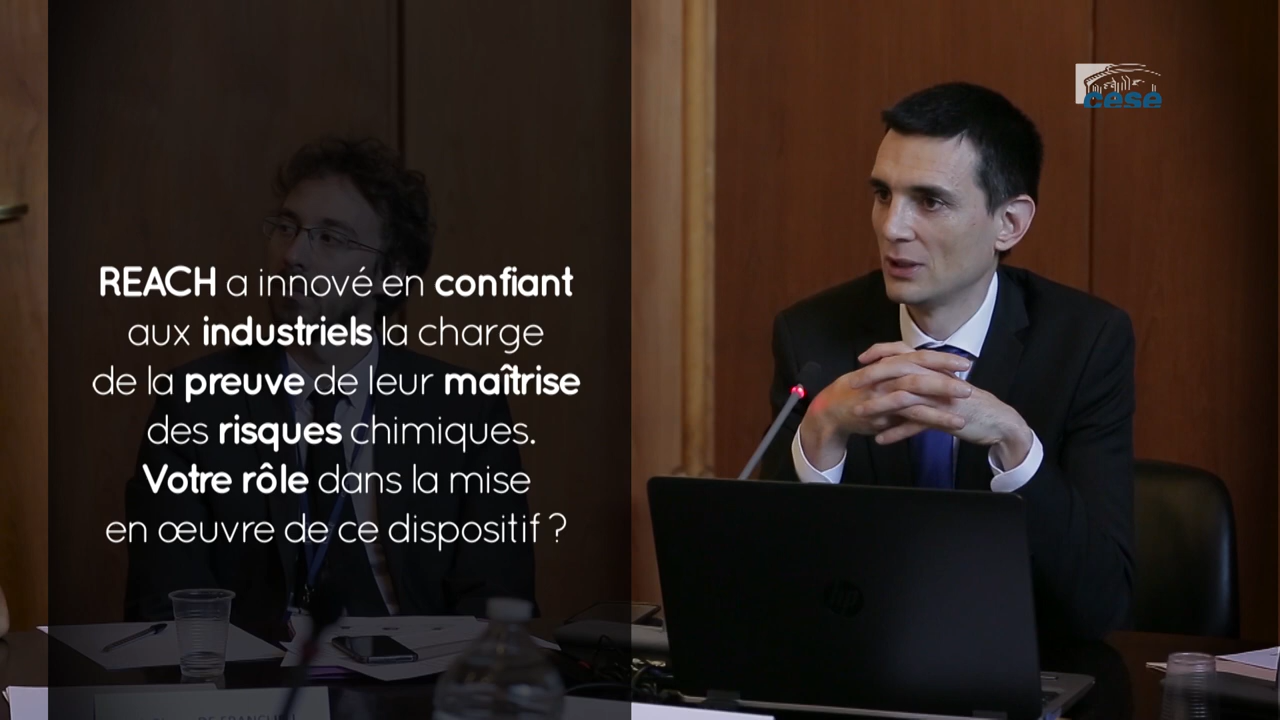 cese
REACH a innové en confiant
aux industriels la charge
de la preuve de leur maîtrise
des risques chimiques.
Votre rôle dans la mise
en œuvre de ce dispositif ?
hp